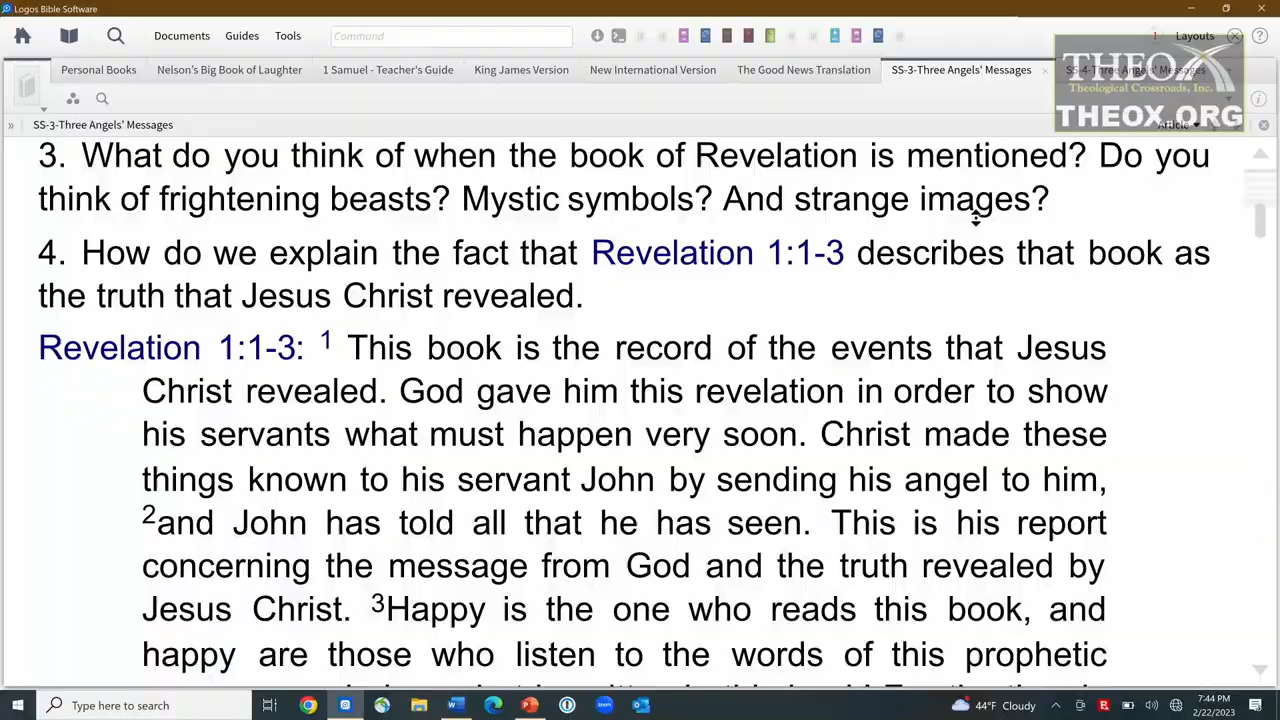 Logos Bible Software
Documents Guides Tools Command 1 Layouts
Personal Books Nelson's Big Book of Laughter King James Version New International Version The Good News Translation SS-3-Three Angels' Messages SS-4-Three Angels' Messages
SS-3-Three Angels' Messages Article
THEOX
Theological Crossroads, Inc.
THEOX.ORG
3. What do you think of when the book of Revelation is mentioned? Do you
think of frightening beasts? Mystic symbols? And strange images?
4. How do we explain the fact that Revelation 1:1-3 describes that book as
the truth that Jesus Christ revealed.
Revelation 1:1-3: 1 This book is the record of the events that Jesus
Christ revealed. God gave him this revelation in order to show
his servants what must happen very soon. Christ made these
things known to his servant John by sending his angel to him,
2and John has told all that he has seen. This is his report
concerning the message from God and the truth revealed by
Jesus Christ. 3Happy is the one who reads this book, and
happy are those who listen to the words of this prophetic
Type here to search
44°F Cloudy
7:44 PM
2/22/2023